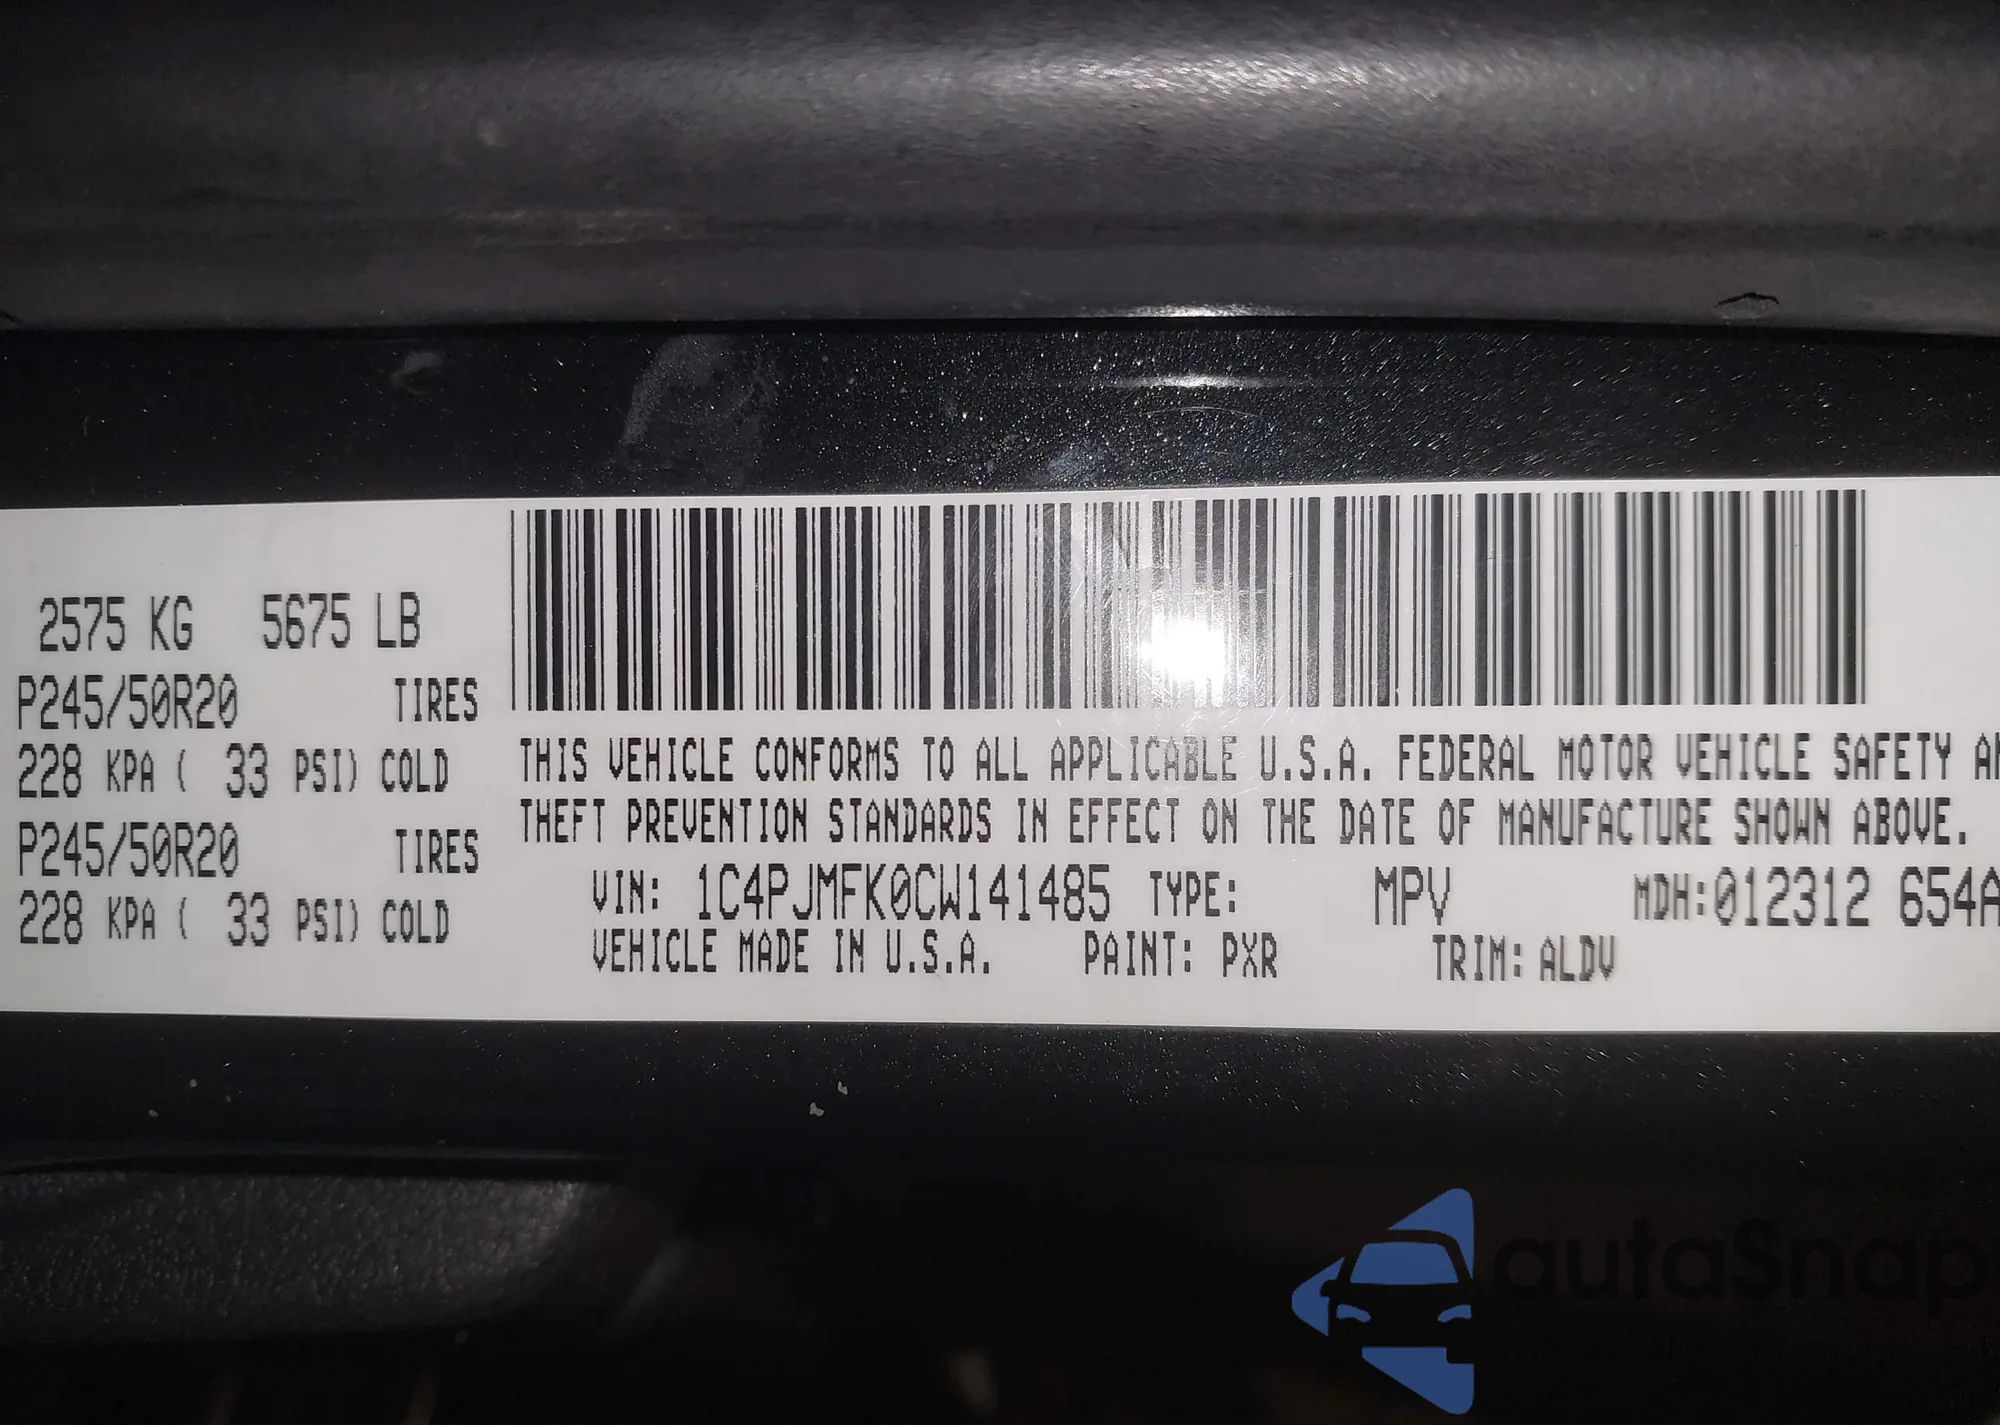 2575 KG 5675 LB
P245/50R20 TIRES
228 KPA ( 33 PSI) COLD
P245/50R20 TIRES
228 KPA ( 33 PSI) COLD
THIS VEHICLE CONFORMS TO ALL APPLICABLE U.S.A. FEDERAL MOTOR VEHICLE SAFETY AN
THEFT PREVENTION STANDARDS IN EFFECT ON THE DATE OF MANUFACTURE SHOWN ABOVE.
VIN: 1C4PJMFK0CW141485 TYPE: MPV MDH:012312 654A
VEHICLE MADE IN U.S.A. PAINT: PXR TRIM: ALDV
autaSnap